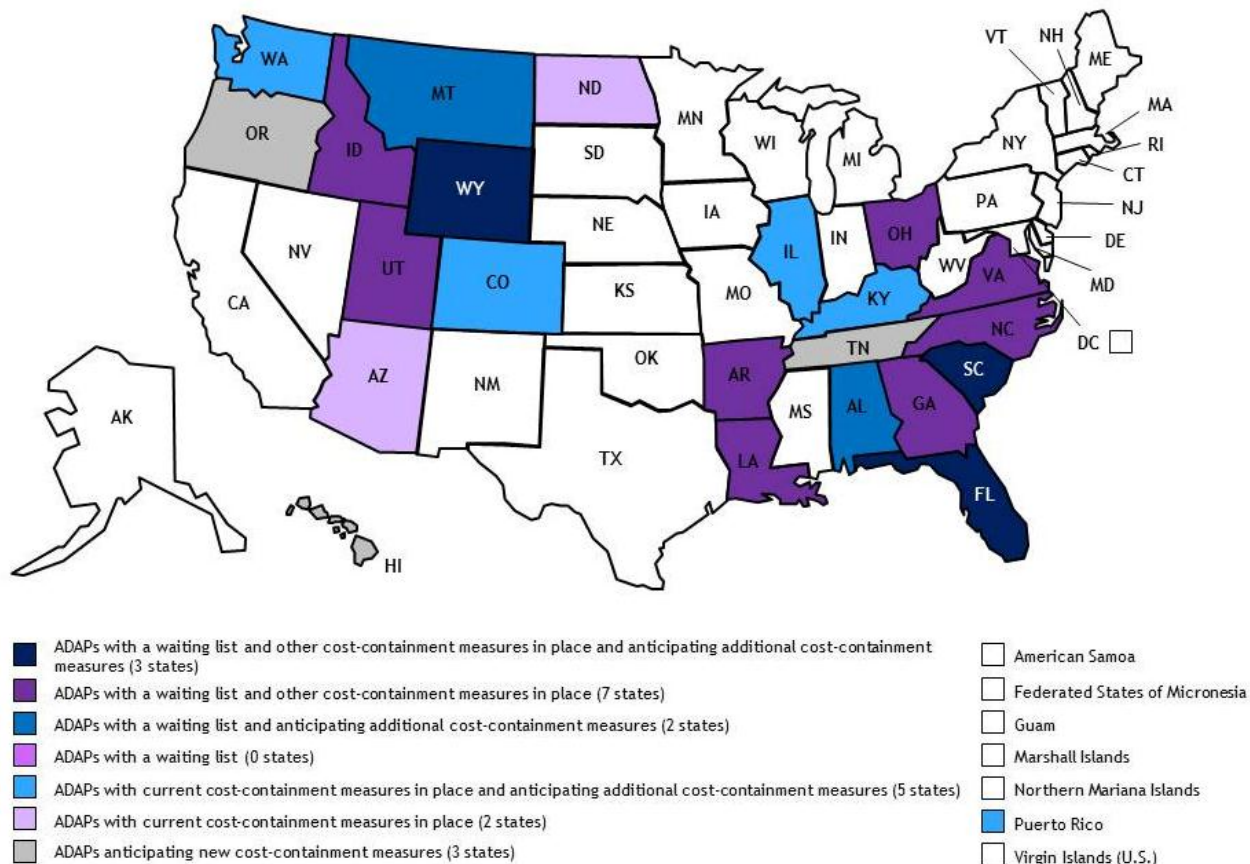 VT
NH
ME
WA
MT
ND
MN
MA
OR
ID
SD
WI
MI
NY
RI
WY
CT
PA
NJ
IA
NE
NV
UT
CO
IL
IN
OH
DE
WV
VA
MD
CA
KS
MO
KY
DC
NC
TN
AZ
NM
OK
AR
SC
MS
AL
GA
AK
TX
LA
FL
HI
ADAPs with a waiting list and other cost-containment measures in place and anticipating additional cost-containment
measures (3 states)
ADAPs with a waiting list and other cost-containment measures in place (7 states)
ADAPs with a waiting list and anticipating additional cost-containment measures (2 states)
ADAPs with a waiting list (0 states)
ADAPs with current cost-containment measures in place and anticipating additional cost-containment measures (5 states)
ADAPs with current cost-containment measures in place (2 states)
ADAPs anticipating new cost-containment measures (3 states)
American Samoa
Federated States of Micronesia
Guam
Marshall Islands
Northern Mariana Islands
Puerto Rico
Virgin Islands (U.S.)